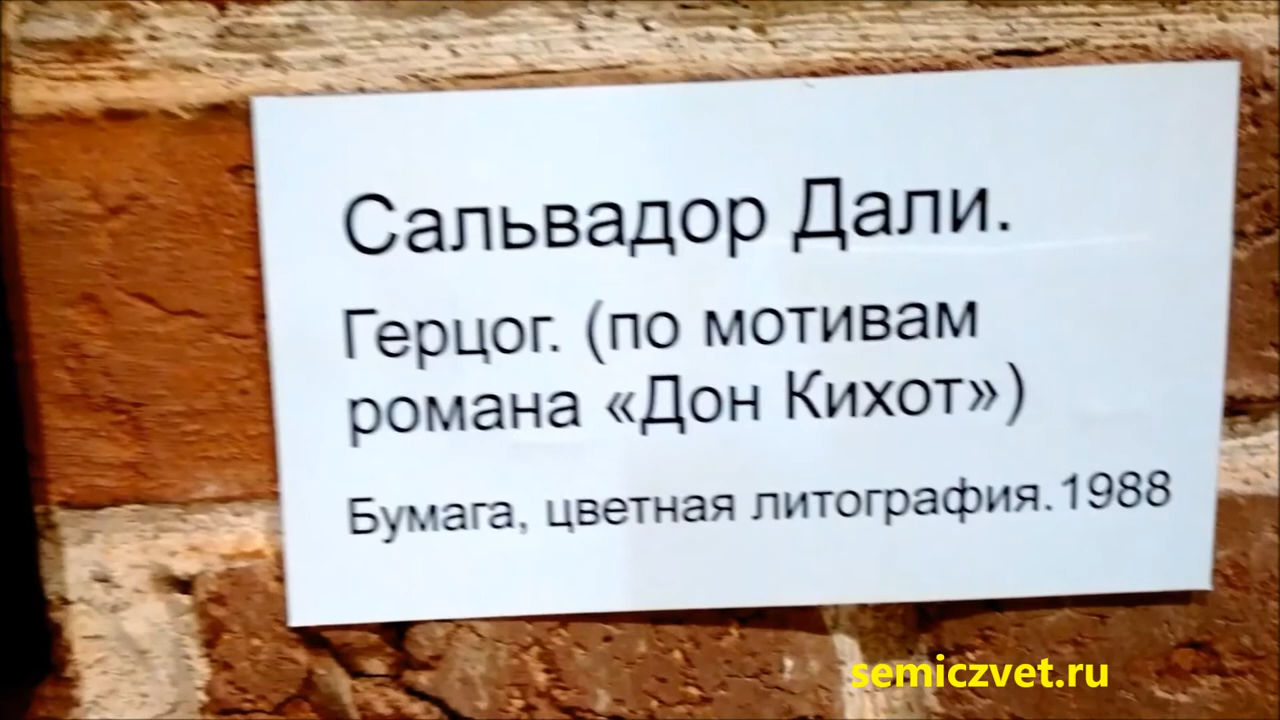 Сальвадор Дали.
Герцог. (по мотивам
романа «Дон Кихот»)
Бумага, цветная литография.1988
semiczvet.ru